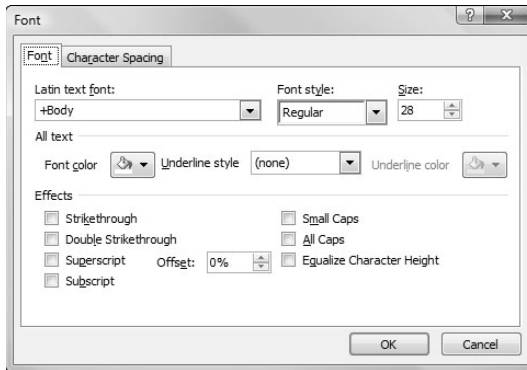 Font
Font Character Spacing
Latin text font: Font style: Size:
+Body Regular 28
All text
Font color Underline style (none) Underline color
Effects
Strikethrough Small Caps
Double Strikethrough All Caps
Superscript Offset: 0% Equalize Character Height
Subscript
OK Cancel